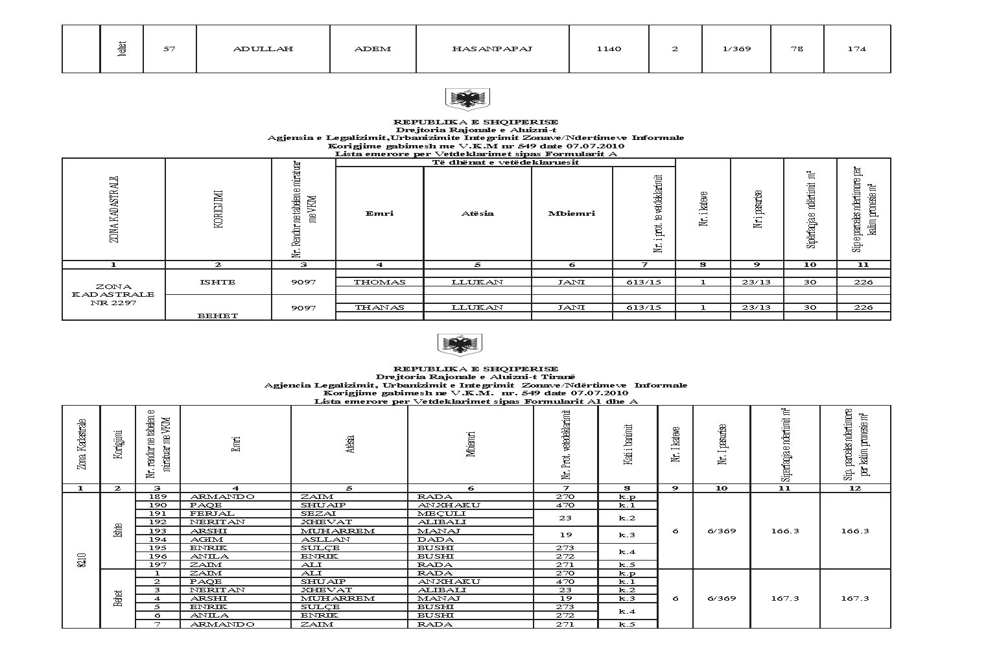 behet 57 ADULLAH ADEM HASANPAPAJ 1140 2 1/369 78 174
REPUBLIKA E SHQIPERISE
Drejtoria Rajonale e Aluizni-t
Agjensia e Legalizimit,Urbanizimite Integrimit Zonave/Ndertimeve Informale
Korigjime gabimesh me V.K.M nr 549 date 07.07.2010
Lista emerore per Vetdeklarimet sipas Formularit A
Të dhënat e vetëdeklaruesit
ZONA KADASTRALE
KORIGJIMI
Nr. Rendor ne tabelen e miratuar
me VKM
Emri
Atësia
Mbiemri
Nr. i prot. te vetdeklarimit
Nr. i kateve
Nr i pasurise
Sipërfaqja e ndërtimit m²
Sip e parceles ndertimore per
kalim pronesie m²
1 2 3 4 5 6 7 8 9 10 11
ZONA
KADASTRALE
NR 2297
ISHTE 9097 THOMAS LLUKAN JANI 613/15 1 23/13 30 226
BEHET 9097 THANAS LLUKAN JANI 613/15 1 23/13 30 226
REPUBLIKA E SHQIPERISE
Drejtoria Rajonale e Aluizni-t Tiranë
Agjencia Legalizimit, Urbanizimit e Integrimit Zonave/Ndërtimeve Informale
Korigjime gabimesh ne V.K.M. nr. 549 date 07.07.2010
Lista emerore per Vetdeklarimet sipas Formularit A1 dhe A
Zona Kadastrale
Korigjimi
Nr. rendor ne tabelen e
miratuar me VKM
Emri
Atësia
Mbiemri
Nr. Prot. vetedeklarimit
Kati i banimit
Nr. I kateve
Nr. I pasurise
Siperfaqja e ndertimit m²
Sip. parceles ndertimore
per kalim pronesie m²
1 2 3 4 5 6 7 8 9 10 11 12
8210
Ishte
189 ARMANDO ZAIM RADA 270 k.p
190 PAQE SHUAIP ANXHAKU 470 k.1
191 FERJAL SEZAI MEÇULI
23 k.2
192 NERITAN XHEVAT ALIBALI
193 ARSHI MUHARREM MANAJ
19 k.3
6 6/369 166.3 166.3
194 AGIM ASLLAN DADA
195 ENRIK SULÇE BUSHI 273
k.4
196 ANILA ENRIK BUSHI 272
197 ZAIM ALI RADA 271 k.5
Behet
1 ZAIM ALI RADA 270 k.p
2 PAQE SHUAIP ANXHAKU 470 k.1
3 NERITAN XHEVAT ALIBALI 23 k.2
4 ARSHI MUHARREM MANAJ 19 k.3 6 6/369 167.3 167.3
5 ENRIK SULÇE BUSHI 273
k.4
6 ANILA ENRIK BUSHI 272
7 ARMANDO ZAIM RADA 271 k.5